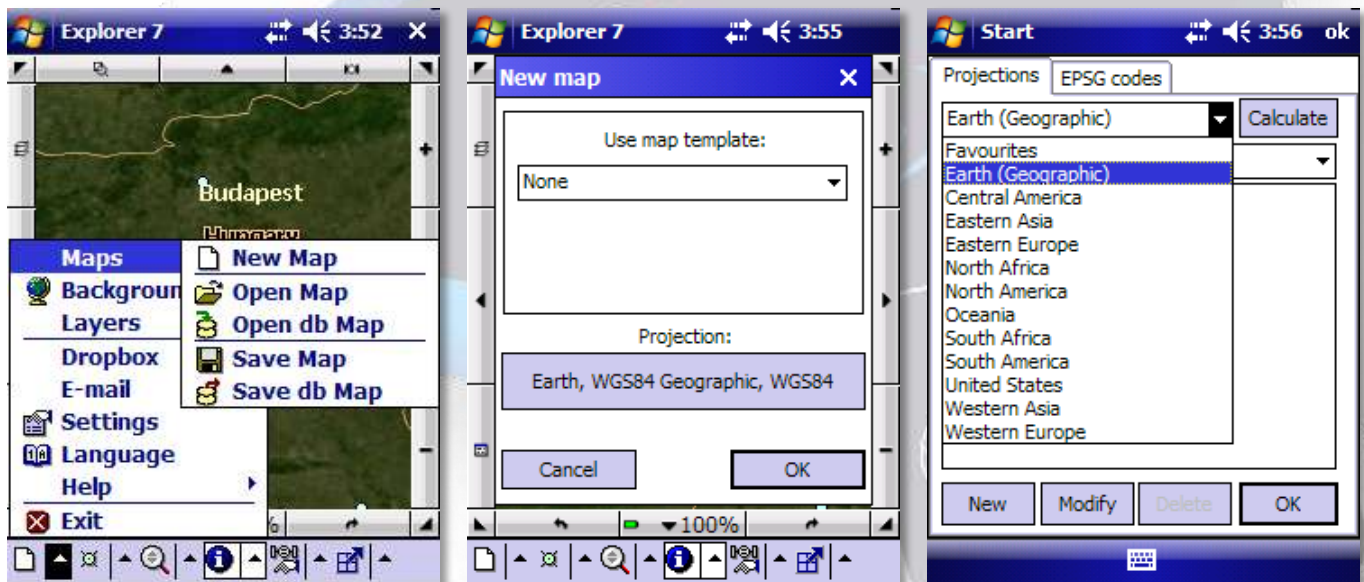 Explorer 7 3:52
Budapest
Hungary
Maps
Backgroun
Layers
Dropbox
E-mail
Settings
Language
Help
Exit
New Map
Open Map
Open db Map
Save Map
Save db Map
Explorer 7 3:55
New map
Use map template:
None
Projection:
Earth, WGS84 Geographic, WGS84
Cancel OK
100%
Start 3:56 ok
Projections EPSG codes
Earth (Geographic) Calculate
Favourites
Earth (Geographic)
Central America
Eastern Asia
Eastern Europe
North Africa
North America
Oceania
South Africa
South America
United States
Western Asia
Western Europe
New Modify Delete OK